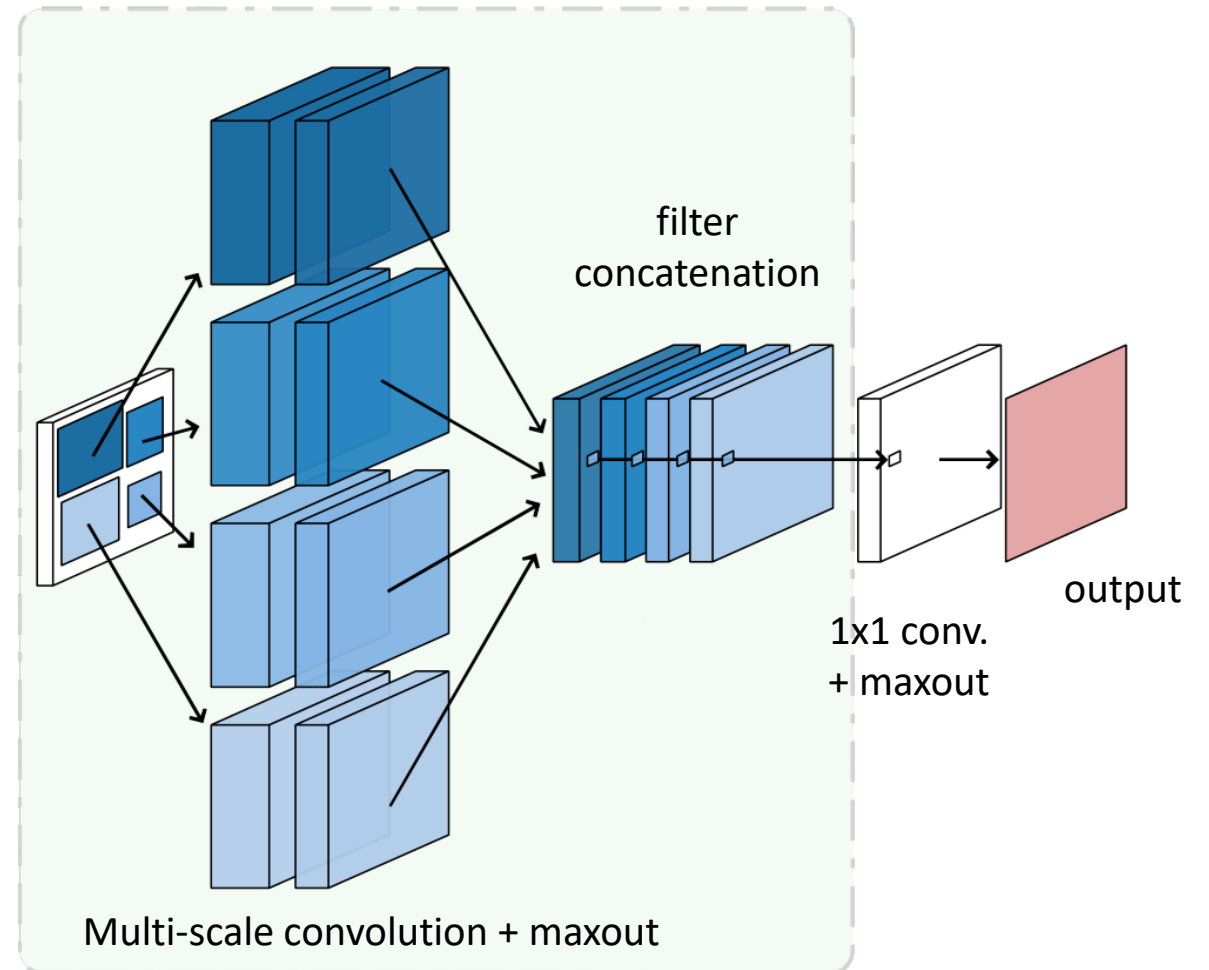 filter
concatenation
output
1x1 conv.
+ maxout
Multi-scale convolution + maxout